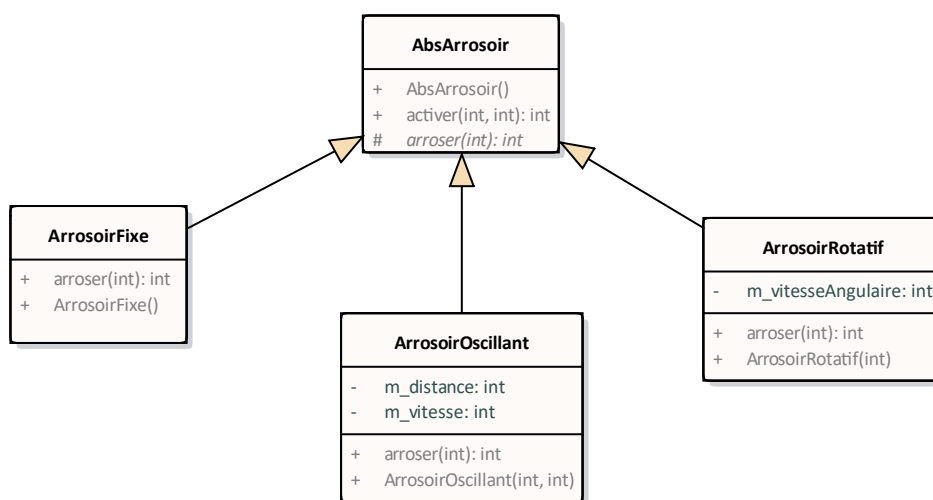 AbsArrosoir
+ AbsArrosoir()
+ activer(int, int): int
# arroser(int): int
ArrosoirFixe
+ arroser(int): int
+ ArrosoirFixe()
ArrosoirOscillant
- m_distance: int
- m_vitesse: int
+ arroser(int): int
+ ArrosoirOscillant(int, int)
ArrosoirRotatif
- m_vitesseAngulaire: int
+ arroser(int): int
+ ArrosoirRotatif(int)